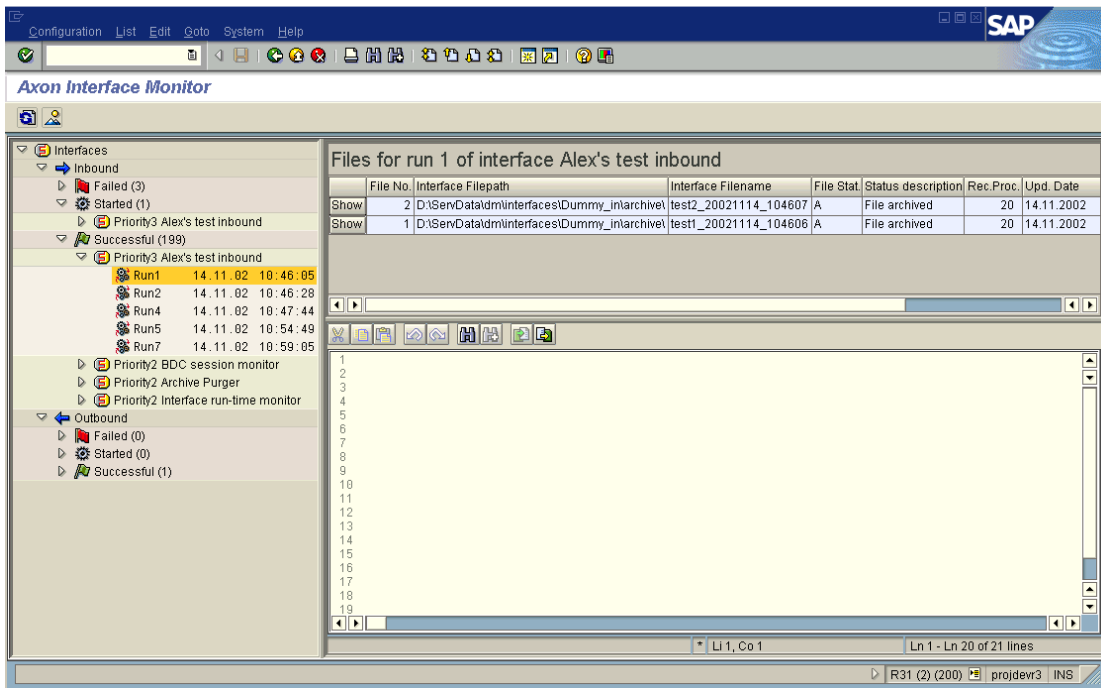 Configuration List Edit Goto System Help
SAP
Axon Interface Monitor
Interfaces
Inbound
Failed (3)
Started (1)
Priority3 Alex's test inbound
Successful (199)
Priority3 Alex's test inbound
Run1 14.11.02 10:46:05
Run2 14.11.02 10:46:28
Run4 14.11.02 10:47:44
Run5 14.11.02 10:54:49
Run7 14.11.02 10:59:05
Priority2 BDC session monitor
Priority2 Archive Purger
Priority2 Interface run-time monitor
Outbound
Failed (0)
Started (0)
Successful (1)
Files for run 1 of interface Alex's test inbound
File No. Interface Filepath Interface Filename File Stat. Status description Rec.Proc. Upd. Date
Show 2 D:\ServData\dm\interfaces\Dummy_in\archive\ test2_20021114_104607 A File archived 20 14.11.2002
Show 1 D:\ServData\dm\interfaces\Dummy_in\archive\ test1_20021114_104606 A File archived 20 14.11.2002
1
2
3
4
5
6
7
8
9
10
11
12
13
14
15
16
17
18
19
* Li 1, Co 1 Ln 1 - Ln 20 of 21 lines
R31 (2) (200) projdevr3 INS